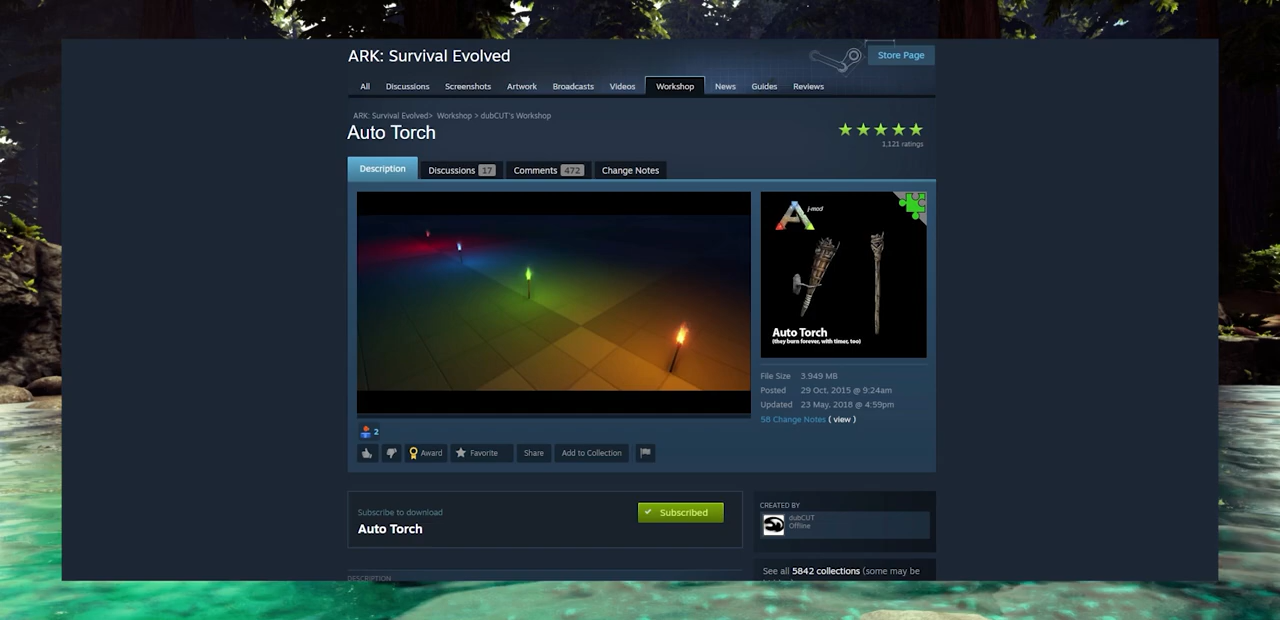 ARK: Survival Evolved
Store Page
All Discussions Screenshots Artwork Broadcasts Videos Workshop News Guides Reviews
ARK: Survival Evolved> Workshop > dubCUT's Workshop
Auto Torch
1,121 ratings
Description Discussions 17 Comments 472 Change Notes
j-mod
Auto Torch
(they burn forever, with timer, too)
File Size 3.949 MB
Posted 29 Oct, 2015 @ 9:24am
Updated 23 May, 2018 @ 4:59pm
58 Change Notes ( view )
2
Award Favorite Share Add to Collection
Subscribe to download
Auto Torch
Subscribed
CREATED BY
dubCUT
Offline
See all 5842 collections (some may be
DESCRIPTION